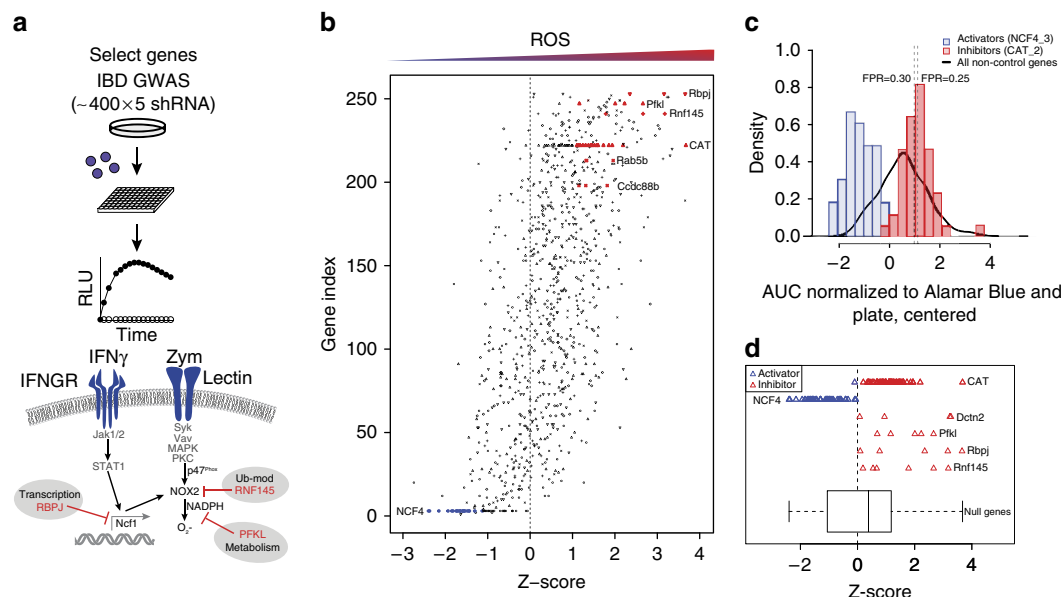 a
Select genes
IBD GWAS
(~400×5 shRNA)
RLU
Time
IFNγ
Zym
IFNGR
Lectin
Jak1/2
STAT1
Syk
Vav
MAPK
PKC
p47Phox
NOX2
NADPH
O2-
Ub-mod
RNF145
Transcription
RBPJ
Ncf1
PFKL
Metabolism
b
ROS
Gene index
250
200
150
100
50
0
Rbpj
Pfkl
Rnf145
CAT
Rab5b
Ccdc88b
NCF4
−3 −2 −1 0 1 2 3 4
Z−score
c
Activators (NCF4_3)
Inhibitors (CAT_2)
All non-control genes
FPR=0.30 FPR=0.25
Density
1.0
0.8
0.6
0.4
0.2
0.0
−2 0 2 4
AUC normalized to Alamar Blue and
plate, centered
d
Activator
Inhibitor
CAT
NCF4
Dctn2
Pfkl
Rbpj
Rnf145
Null genes
−2 0 2 4
Z-score